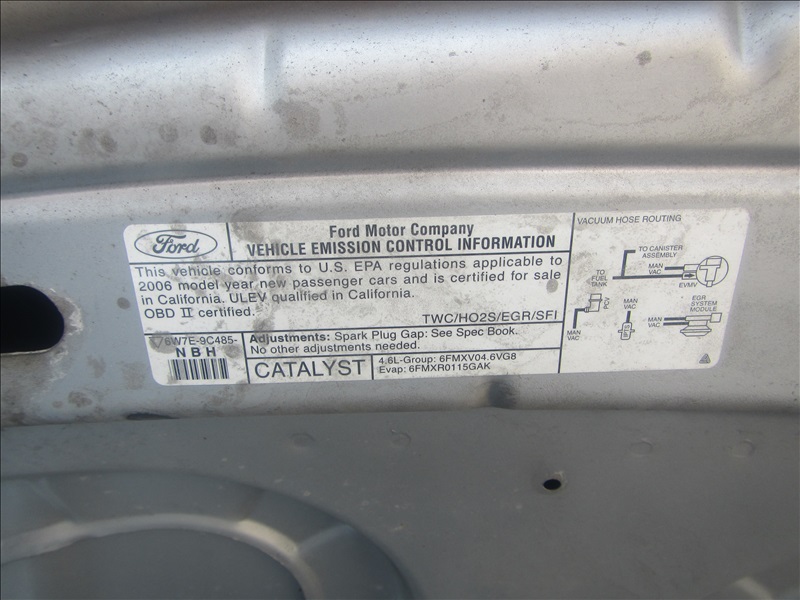 Ford
Ford Motor Company
VEHICLE EMISSION CONTROL INFORMATION
This vehicle conforms to U.S. EPA regulations applicable to
2006 model year new passenger cars and is certified for sale
in California. ULEV qualified in California.
OBD II certified.
TWC/HO2S/EGR/SFI
6W7E-9C485-
NBH
Adjustments: Spark Plug Gap: See Spec Book.
No other adjustments needed.
CATALYST
4.6L-Group: 6FMXV04.6VG8
Evap: 6FMXR0115GAK
VACUUM HOSE ROUTING
TO CANISTER
ASSEMBLY
TO
FUEL
TANK
MAN
VAC
EVMV
PCV
MAN
VAC
MAN
VAC
MAN
VAC
EGR
SYSTEM
MODULE